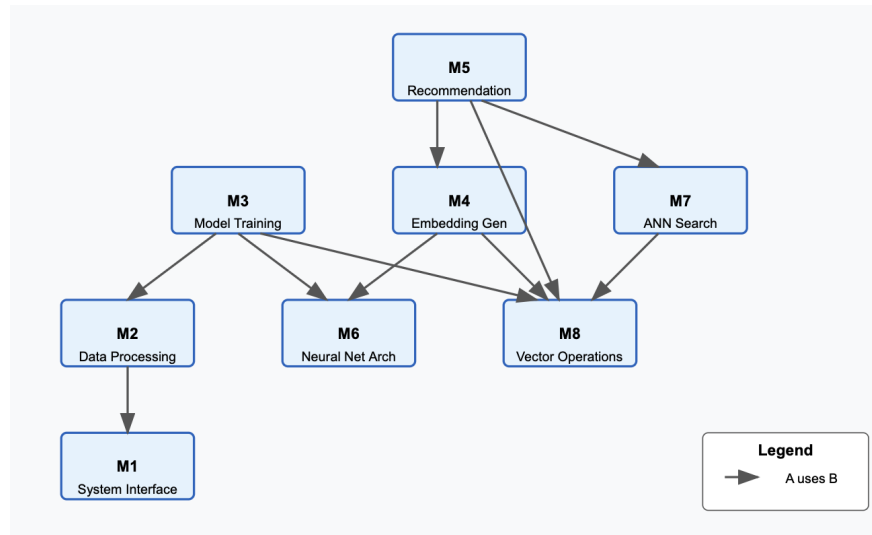 M5
Recommendation
M3
Model Training
M4
Embedding Gen
M7
ANN Search
M2
Data Processing
M6
Neural Net Arch
M8
Vector Operations
M1
System Interface
Legend
A uses B